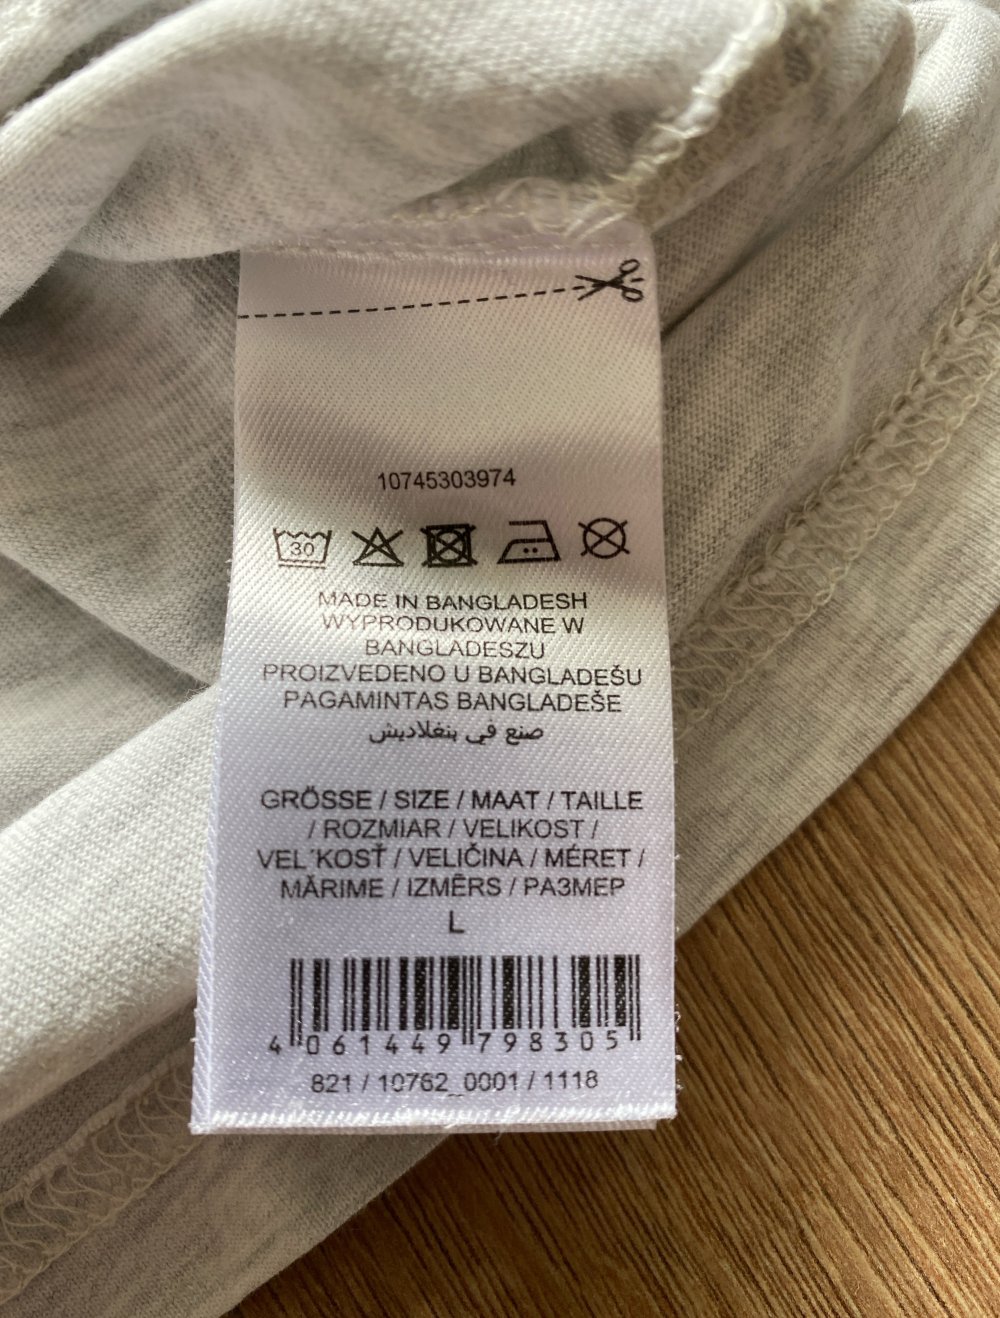 10745303974
30
MADE IN BANGLADESH
WYPRODUKOWANE W
BANGLADESZU
PROIZVEDENO U BANGLADEŠU
PAGAMINTAS BANGLADEŠE
صنع في بنغلاديش
GRÖSSE / SIZE / MAAT / TAILLE
/ ROZMIAR / VELIKOST /
VEL´KOSŤ / VELIČINA / MÉRET /
MĂRIME / IZMĒRS / РАЗМЕР
L
4 061449 798305
821 / 10762_0001 / 1118